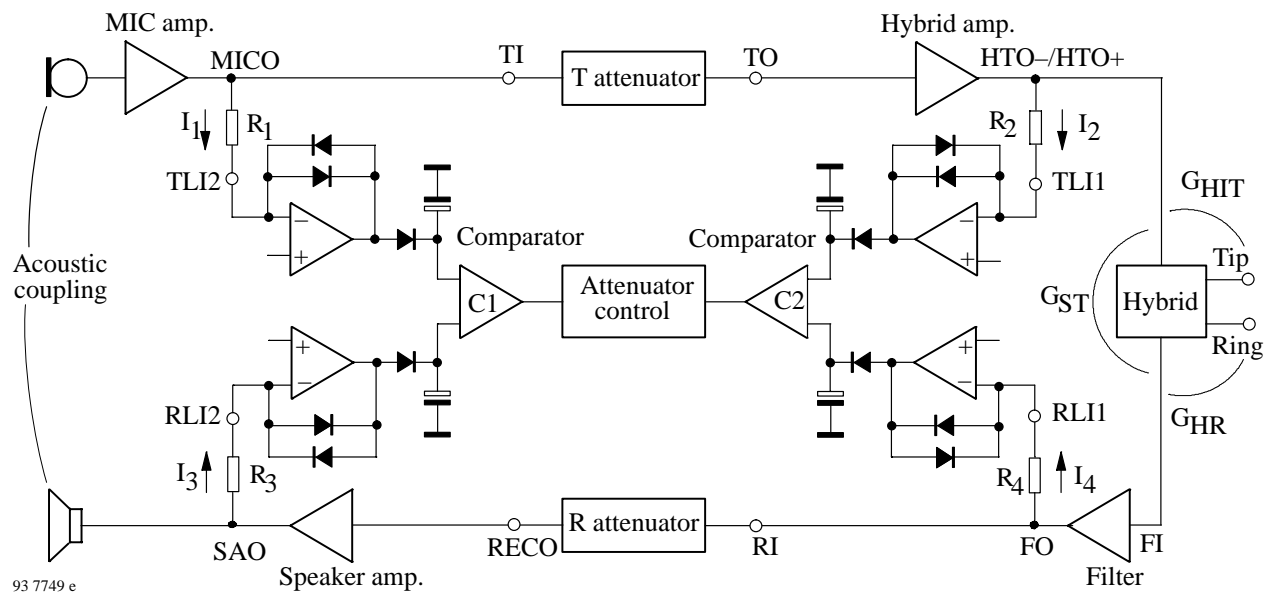 MIC amp.
Hybrid amp.
MICO
TI
T attenuator
TO
HTO–/HTO+
I1
R1
R2
I2
TLI2
TLI1
GHIT
−
+
−
+
Comparator
Comparator
Acoustic
coupling
C1
Attenuator
control
C2
GST
Hybrid
Tip
Ring
+
−
+
−
RLI2
RLI1
GHR
I3
R3
R4
I4
SAO
Speaker amp.
RECO
R attenuator
RI
FO
FI
Filter
93 7749 e